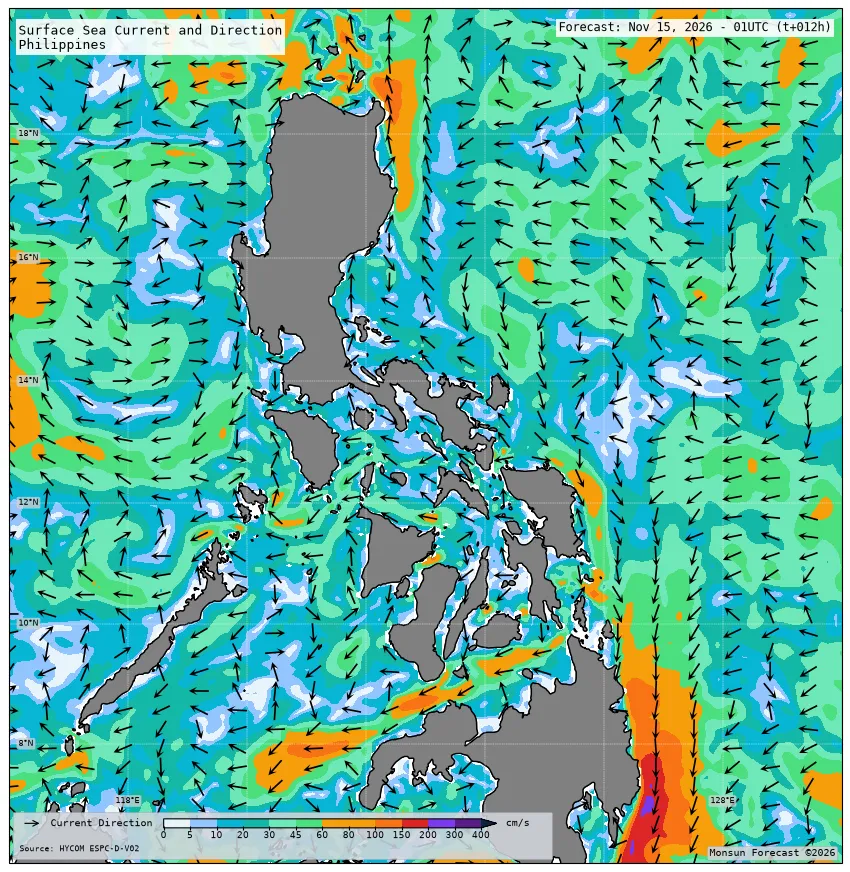 Surface Sea Current and Direction
Philippines
Forecast: Nov 15, 2026 - 01UTC (t+012h)
18°N
16°N
14°N
12°N
10°N
8°N
118°E
128°E
Current Direction
0 5 10 20 30 45 60 80 100 150 200 300 400
cm/s
Source: HYCOM ESPC-D-V02
Monsun Forecast ©2026